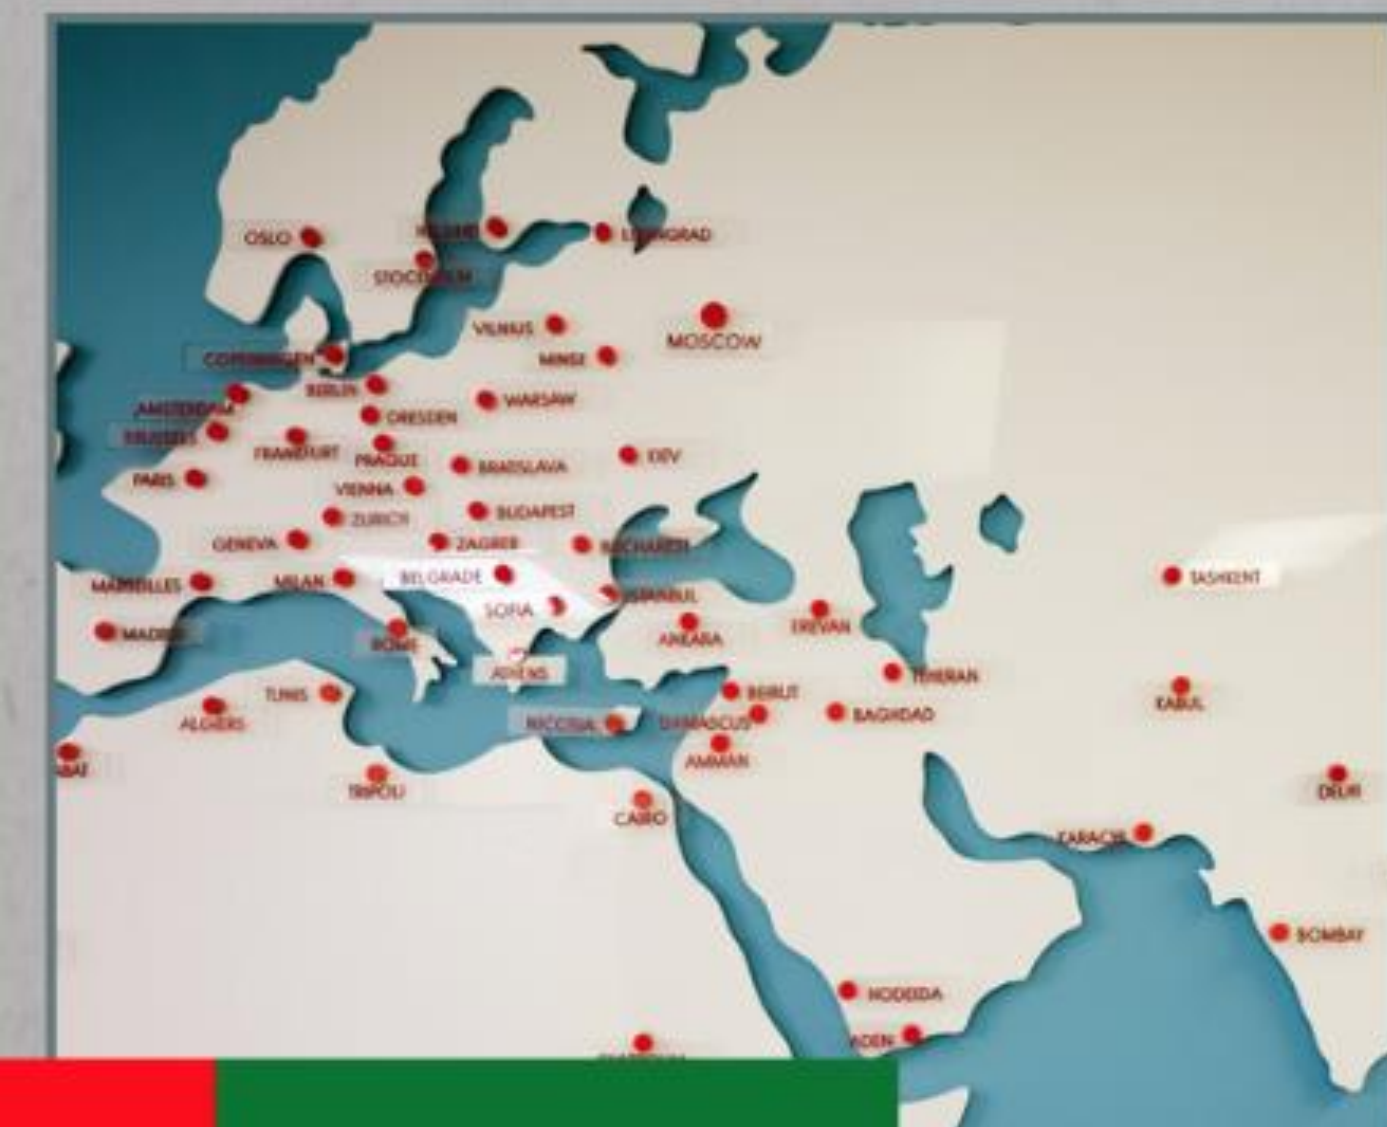 OSLO
HELSINKI
LENINGRAD
STOCKHOLM
VILNIUS
MOSCOW
COPENHAGEN
MINSK
BERLIN
AMSTERDAM
WARSAW
DRESDEN
BRUSSELS
FRANKFURT
PRAGUE
KIEV
BRATISLAVA
PARIS
VIENNA
BUDAPEST
ZURICH
GENEVA
ZAGREB
BUCHAREST
MARSEILLES
MILAN
BELGRADE
TASHKENT
ISTANBUL
SOFIA
EREVAN
MADRID
ROME
ANKARA
ATHENS
TEHERAN
TUNIS
BEIRUT
KABUL
ALGIERS
NICOSIA
DAMASCUS
BAGHDAD
AMMAN
TRIPOLI
DELHI
CAIRO
KARACHI
BOMBAY
HODEIDA
ADEN